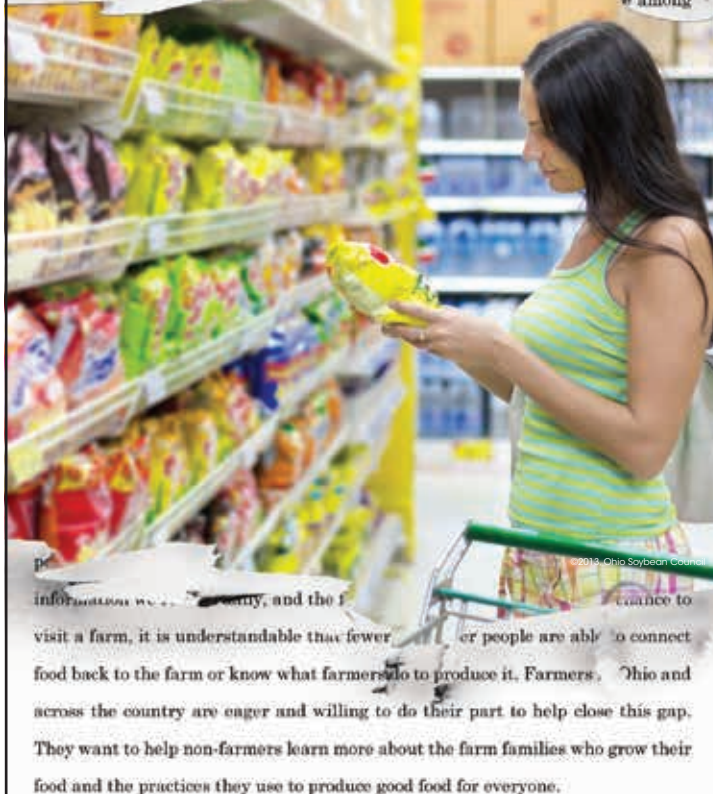 e among
©2013, Ohio Soybean Council
, and the f chance to
visit a farm, it is understandable that fewer er people are able to connect
food back to the farm or know what farmers do to produce it. Farmers Ohio and
across the country are eager and willing to do their part to help close this gap.
They want to help non-farmers learn more about the farm families who grow their
food and the practices they use to produce good food for everyone.